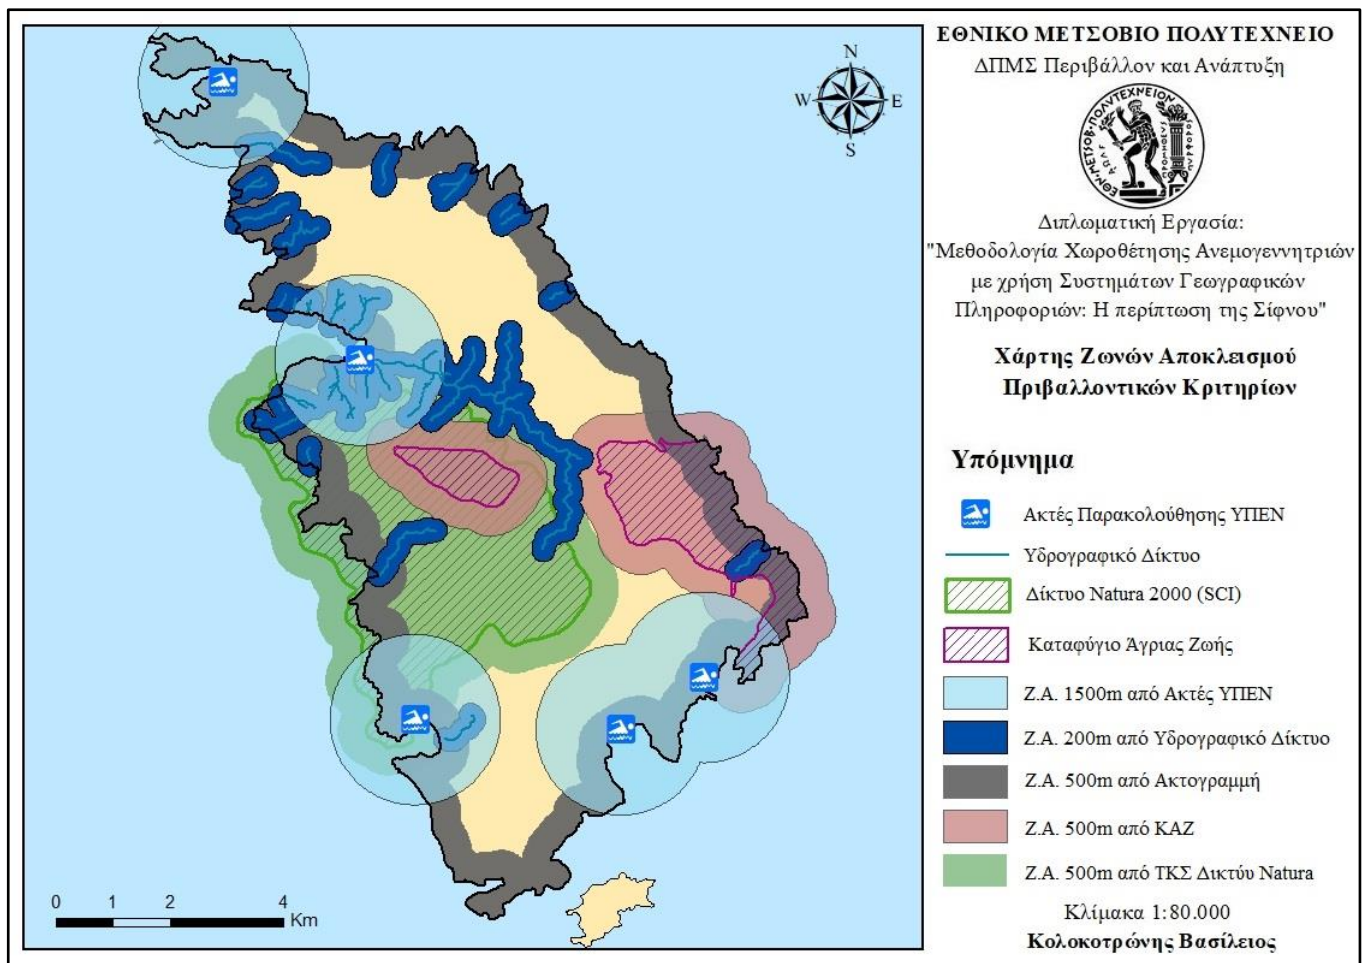 ΕΘΝΙΚΟ ΜΕΤΣΟΒΙΟ ΠΟΛΥΤΕΧΝΕΙΟ
ΔΠΜΣ Περιβάλλον και Ανάπτυξη
N
W
E
S
Διπλωματική Εργασία:
"Μεθοδολογία Χωροθέτησης Ανεμογεννητριών
με χρήση Συστημάτων Γεωγραφικών
Πληροφοριών: Η περίπτωση της Σίφνου"
Χάρτης Ζωνών Αποκλεισμού
Πριβαλλοντικών Κριτηρίων
Υπόμνημα
Ακτές Παρακολούθησης ΥΠΕΝ
Υδρογραφικό Δίκτυο
Δίκτυο Natura 2000 (SCI)
Καταφύγιο Άγριας Ζωής
Ζ.Α. 1500m από Ακτές ΥΠΕΝ
Ζ.Α. 200m από Υδρογραφικό Δίκτυο
Ζ.Α. 500m από Ακτογραμμή
Ζ.Α. 500m από ΚΑΖ
Ζ.Α. 500m από ΤΚΣ Δικτύυ Natura
Κλίμακα 1:80.000
Κολοκοτρώνης Βασίλειος
0 1 2 4
Km